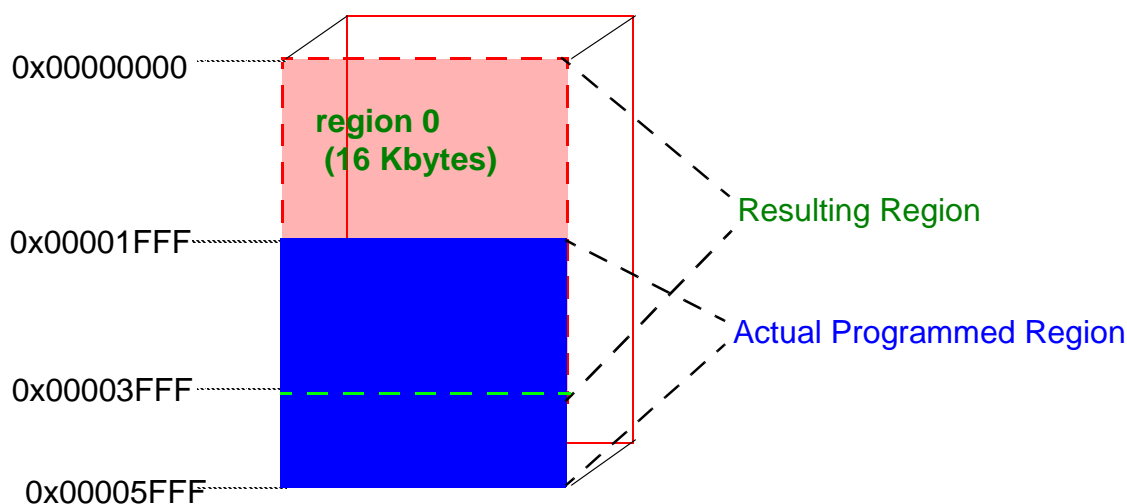 0x00000000
region 0
(16 Kbytes)
Resulting Region
0x00001FFF
Actual Programmed Region
0x00003FFF
0x00005FFF